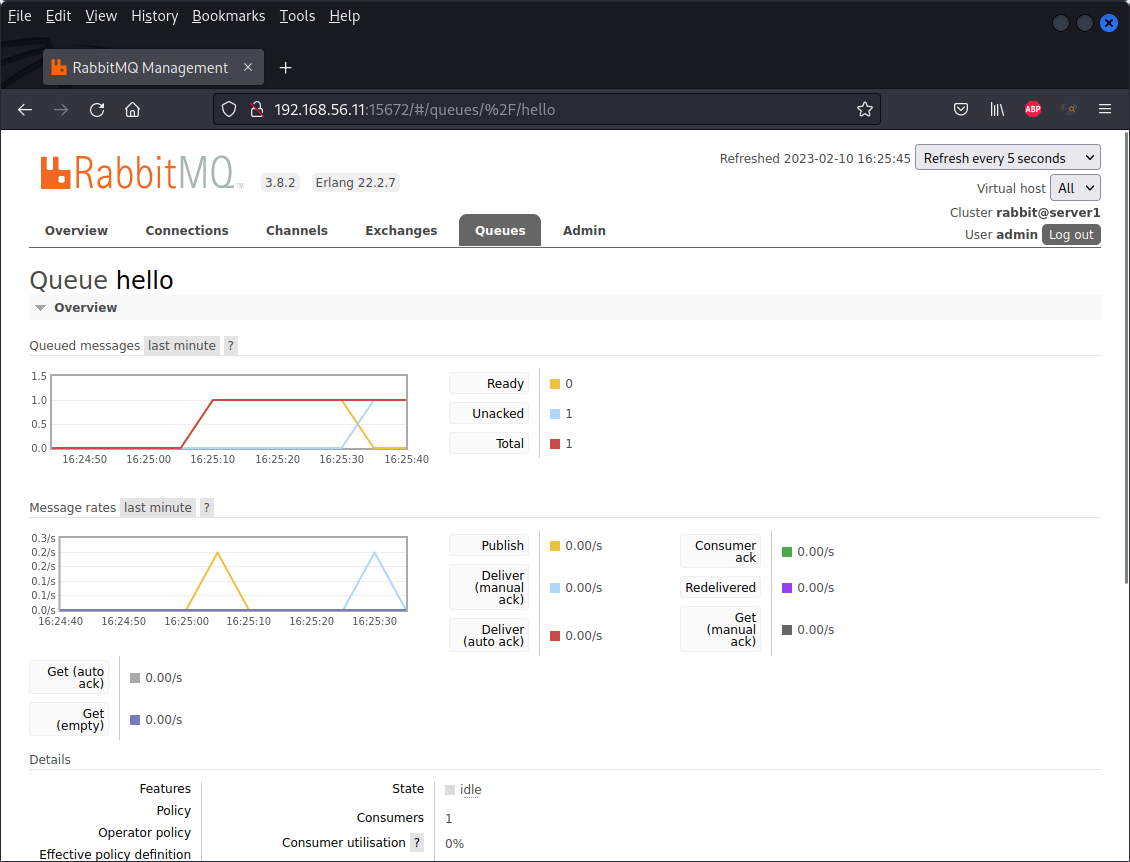 File Edit View History Bookmarks Tools Help
RabbitMQ Management
192.168.56.11:15672/#/queues/%2F/hello
ABP
RabbitMQ TM 3.8.2 Erlang 22.2.7
Refreshed 2023-02-10 16:25:45 Refresh every 5 seconds
Virtual host All
Cluster rabbit@server1
User admin Log out
Overview Connections Channels Exchanges Queues Admin
Queue hello
Overview
Queued messages last minute ?
1.5
1.0
0.5
0.0
16:24:50 16:25:00 16:25:10 16:25:20 16:25:30 16:25:40
Ready 0
Unacked 1
Total 1
Message rates last minute ?
0.3/s
0.2/s
0.2/s
0.1/s
0.1/s
0.0/s
16:24:40 16:24:50 16:25:00 16:25:10 16:25:20 16:25:30
Publish 0.00/s
Deliver
(manual
ack) 0.00/s
Deliver
(auto ack) 0.00/s
Consumer
ack 0.00/s
Redelivered 0.00/s
Get
(manual
ack) 0.00/s
Get (auto
ack) 0.00/s
Get
(empty) 0.00/s
Details
Features
Policy
Operator policy
Effective policy definition
State idle
Consumers 1
Consumer utilisation ? 0%